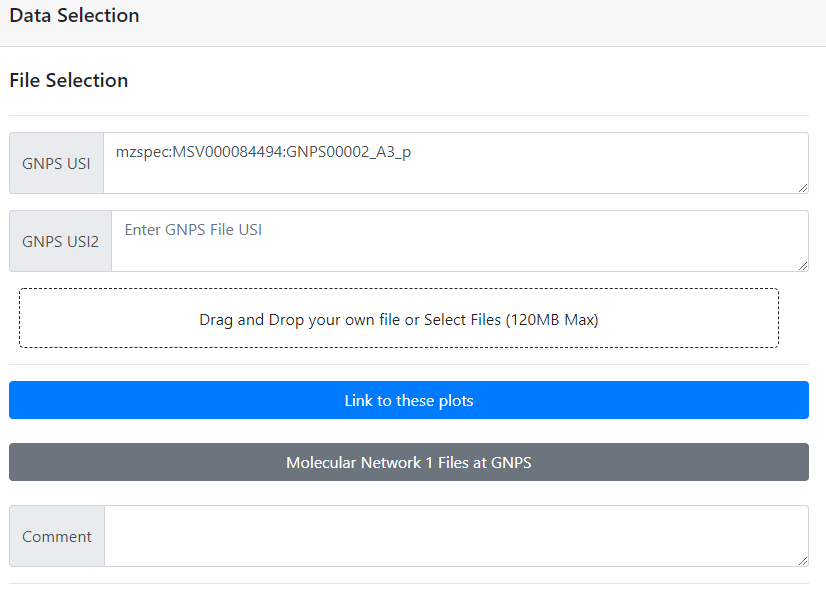 Data Selection
File Selection
GNPS USI
mzspec:MSV000084494:GNPS00002_A3_p
GNPS USI2
Enter GNPS File USI
Drag and Drop your own file or Select Files (120MB Max)
Link to these plots
Molecular Network 1 Files at GNPS
Comment